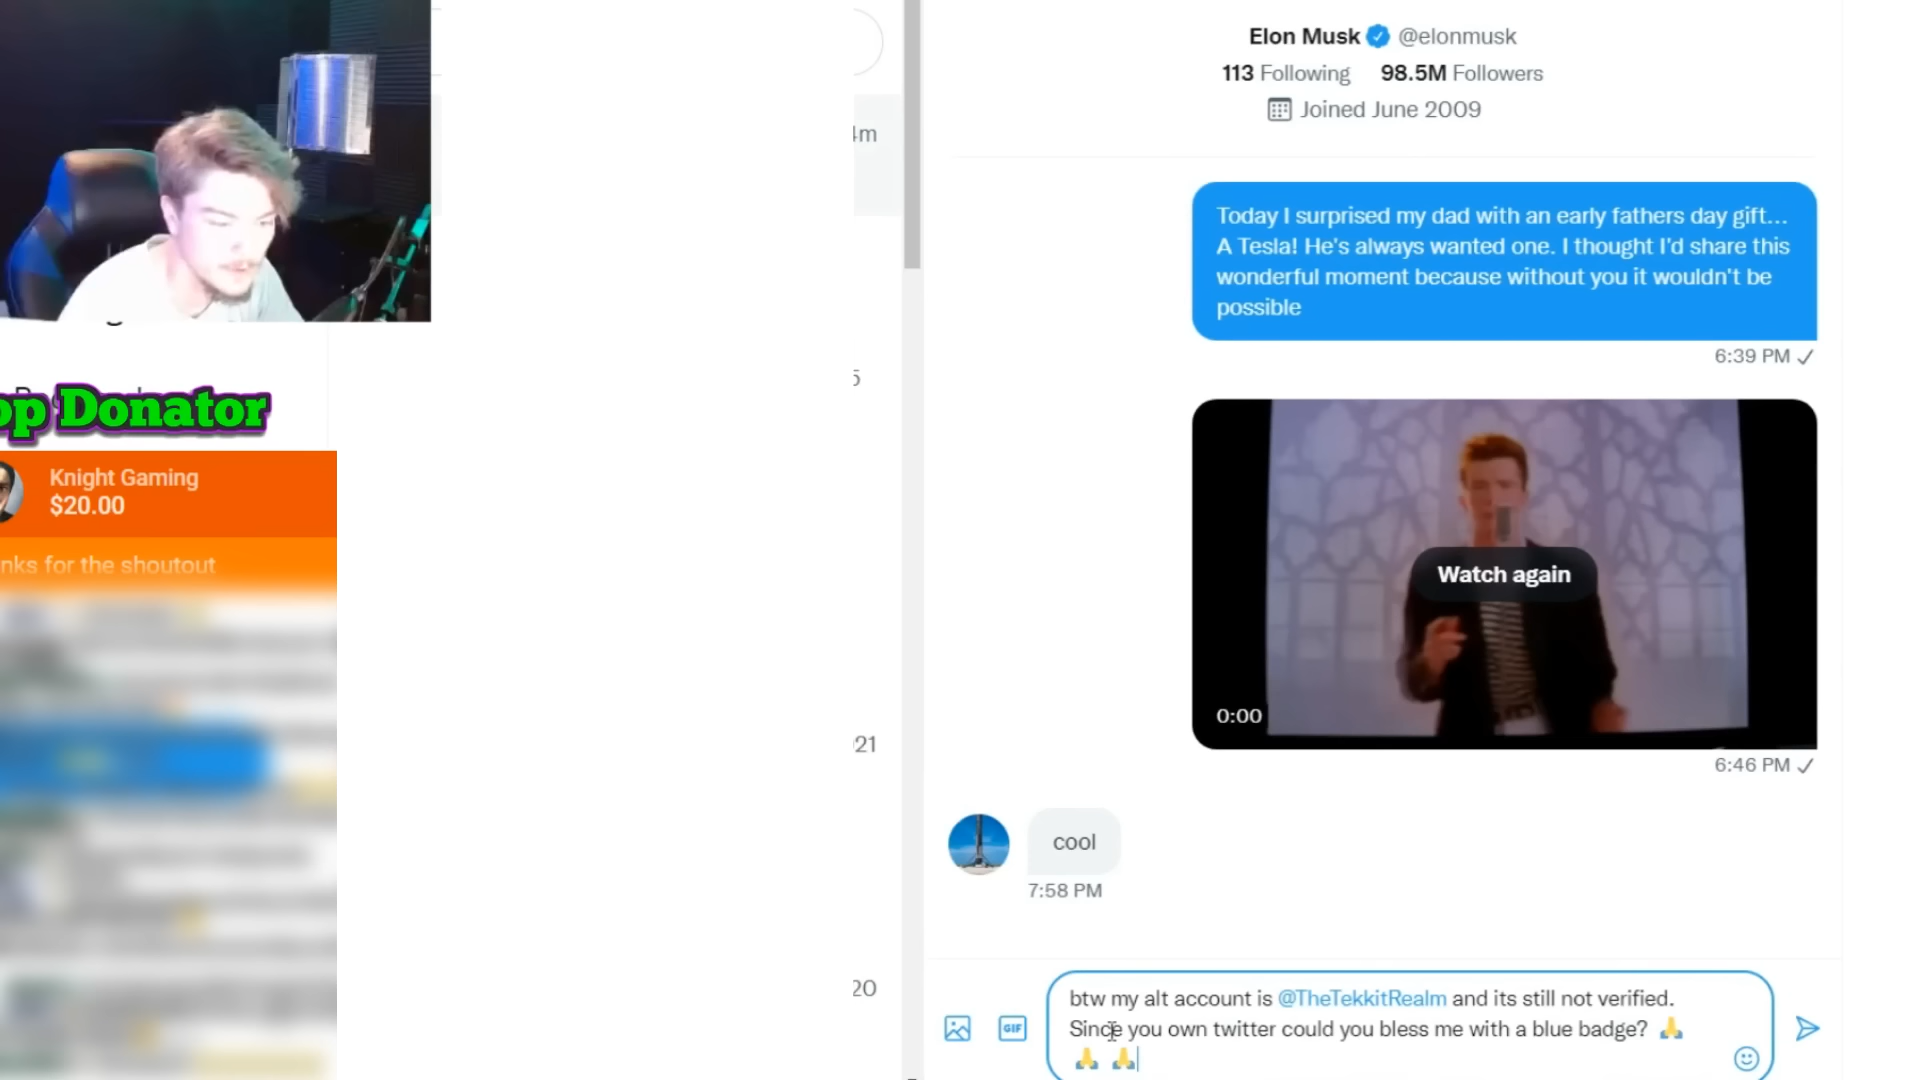 Elon Musk @elonmusk
113 Following 98.5M Followers
Joined June 2009
4m
Today I surprised my dad with an early fathers day gift...
A Tesla! He's always wanted one. I thought I'd share this
wonderful moment because without you it wouldn't be
possible
6:39 PM
5
op Donator
Knight Gaming
$20.00
nks for the shoutout
Watch again
0:00
6:46 PM
21
cool
7:58 PM
20
GIF
btw my alt account is @TheTekkitRealm and its still not verified.
Since you own twitter could you bless me with a blue badge? 🙏
🙏 🙏